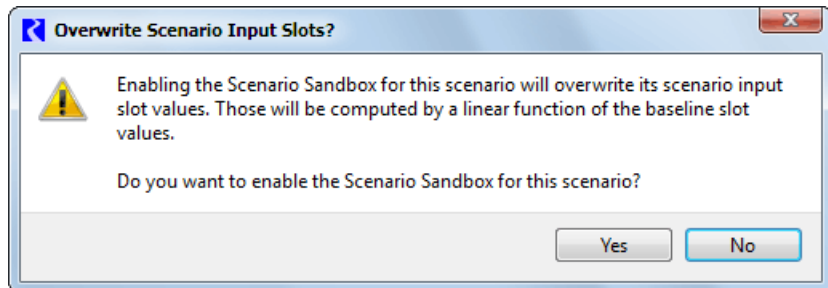 Overwrite Scenario Input Slots?
Enabling the Scenario Sandbox for this scenario will overwrite its scenario input
slot values. Those will be computed by a linear function of the baseline slot
values.
Do you want to enable the Scenario Sandbox for this scenario?
Yes
No